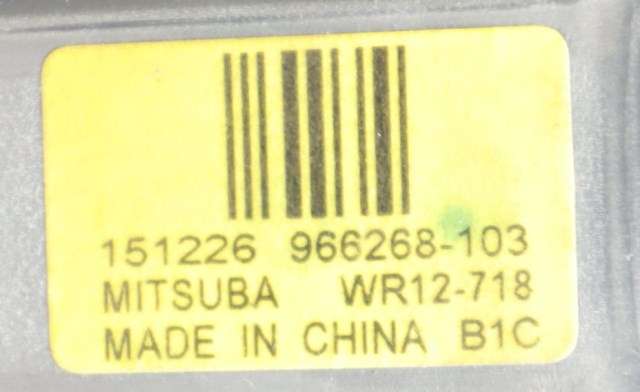 151226 966268-103
MITSUBA WR12-718
MADE IN CHINA B1C